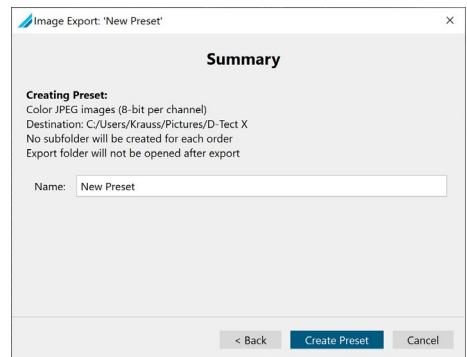 Image Export: 'New Preset'
Summary
Creating Preset:
Color JPEG images (8-bit per channel)
Destination: C:/Users/Krauss/Pictures/D-Tect X
No subfolder will be created for each order
Export folder will not be opened after export
Name: New Preset
< Back Create Preset Cancel